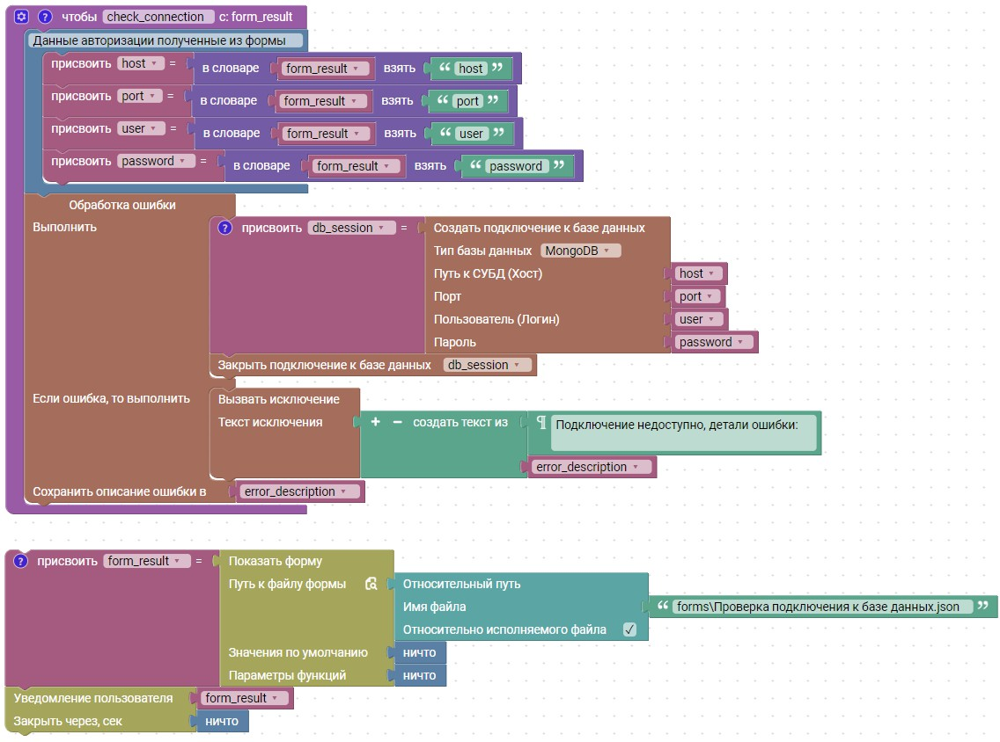 чтобы check_connection с: form_result
Данные авторизации полученные из формы
присвоить host = в словаре form_result взять “ host ”
присвоить port = в словаре form_result взять “ port ”
присвоить user = в словаре form_result взять “ user ”
присвоить password = в словаре form_result взять “ password ”
Обработка ошибки
Выполнить
? присвоить db_session = Создать подключение к базе данных
Тип базы данных MongoDB
Путь к СУБД (Хост) host
Порт port
Пользователь (Логин) user
Пароль password
Закрыть подключение к базе данных db_session
Если ошибка, то выполнить
Вызвать исключение
Текст исключения + − создать текст из ¶ Подключение недоступно, детали ошибки:
error_description
Сохранить описание ошибки в error_description
? присвоить form_result = Показать форму
Путь к файлу формы Относительный путь
Имя файла “ forms\Проверка подключения к базе данных.json ”
Относительно исполняемого файла ✓
Значения по умолчанию ничто
Параметры функций ничто
Уведомление пользователя form_result
Закрыть через, сек ничто